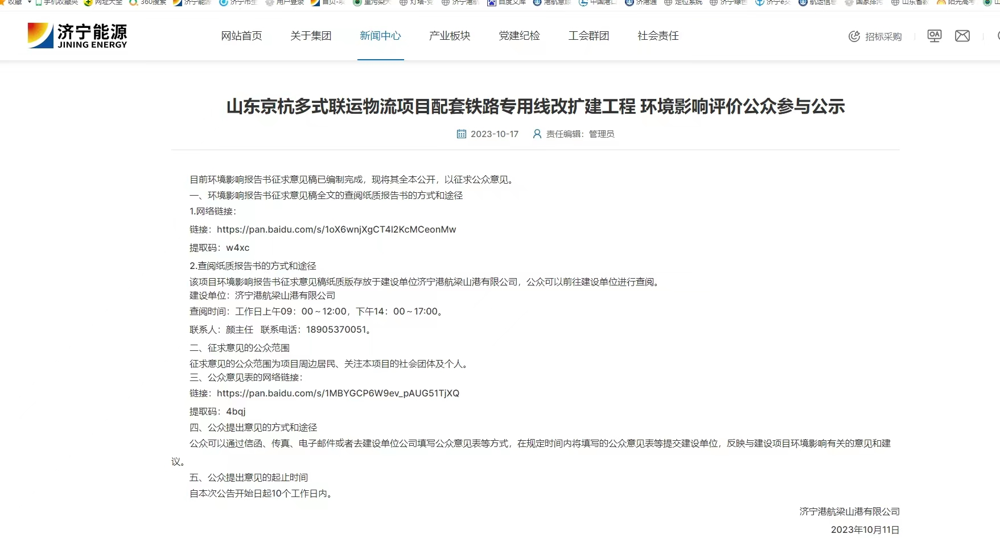 收藏 手机收藏夹 网址大全 360搜索 济宁能源 济宁市生 用户登录 首页-项 重污染天 灯塔-党 济宁港航 百度文库 港航慧眼 中国港口 济港通 定位系统 济宁绿色 济宁e交 航运信息 国家排污 山东省教 阳光高考
济宁能源
JINING ENERGY
网站首页 关于集团 新闻中心 产业板块 党建纪检 工会群团 社会责任 招标采购 OA
山东京杭多式联运物流项目配套铁路专用线改扩建工程 环境影响评价公众参与公示
2023-10-17 责任编辑：管理员
目前环境影响报告书征求意见稿已编制完成，现将其全本公开，以征求公众意见。
一、环境影响报告书征求意见稿全文的查阅纸质报告书的方式和途径
1.网络链接：
链接：https://pan.baidu.com/s/1oX6wnjXgCT4I2KcMCeonMw
提取码：w4xc
2.查阅纸质报告书的方式和途径
该项目环境影响报告书征求意见稿纸质版存放于建设单位济宁港航梁山港有限公司，公众可以前往建设单位进行查阅。
建设单位：济宁港航梁山港有限公司
查阅时间：工作日上午09：00～12:00，下午14：00～17:00。
联系人：颜主任 联系电话：18905370051。
二、征求意见的公众范围
征求意见的公众范围为项目周边居民、关注本项目的社会团体及个人。
三、公众意见表的网络链接：
链接：https://pan.baidu.com/s/1MBYGCP6W9ev_pAUG51TjXQ
提取码：4bqj
四、公众提出意见的方式和途径
公众可以通过信函、传真、电子邮件或者去建设单位公司填写公众意见表等方式，在规定时间内将填写的公众意见表等提交建设单位，反映与建设项目环境影响有关的意见和建
议。
五、公众提出意见的起止时间
自本次公告开始日起10个工作日内。
济宁港航梁山港有限公司
2023年10月11日